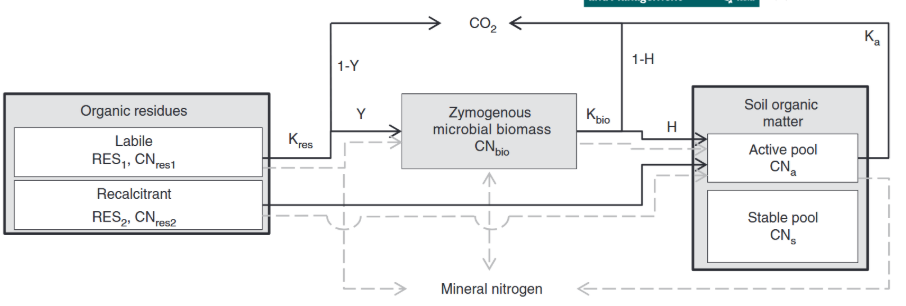 CO2
Ka
1-Y
1-H
Organic residues
Labile
RES1, CNres1
Recalcitrant
RES2, CNres2
Kres
Y
Zymogenous
microbial biomass
CNbio
Kbio
H
Soil organic
matter
Active pool
CNa
Stable pool
CNs
Mineral nitrogen